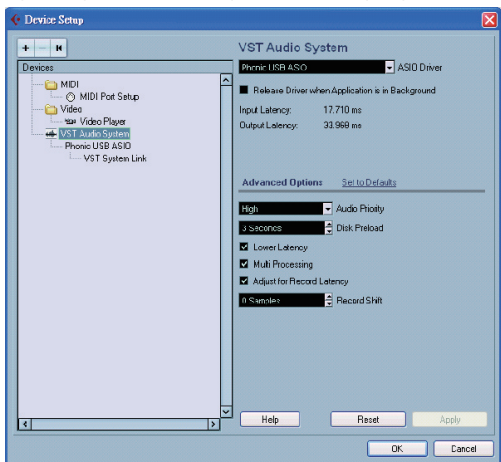 Device Setup
Devices
MIDI
MIDI Port Setup
Video
Video Player
VST Audio System
Phonic USB ASIO
VST System Link
VST Audio System
Phonic USB ASIO
ASIO Driver
Release Driver when Application is in Background
Input Latency: 17.710 ms
Output Latency: 33.968 ms
Advanced Options Set to Defaults
High Audio Priority
3 Seconds Disk Preload
Lower Latency
Multi Processing
Adjust for Record Latency
0 Samples Record Shift
Help Reset Apply
OK Cancel